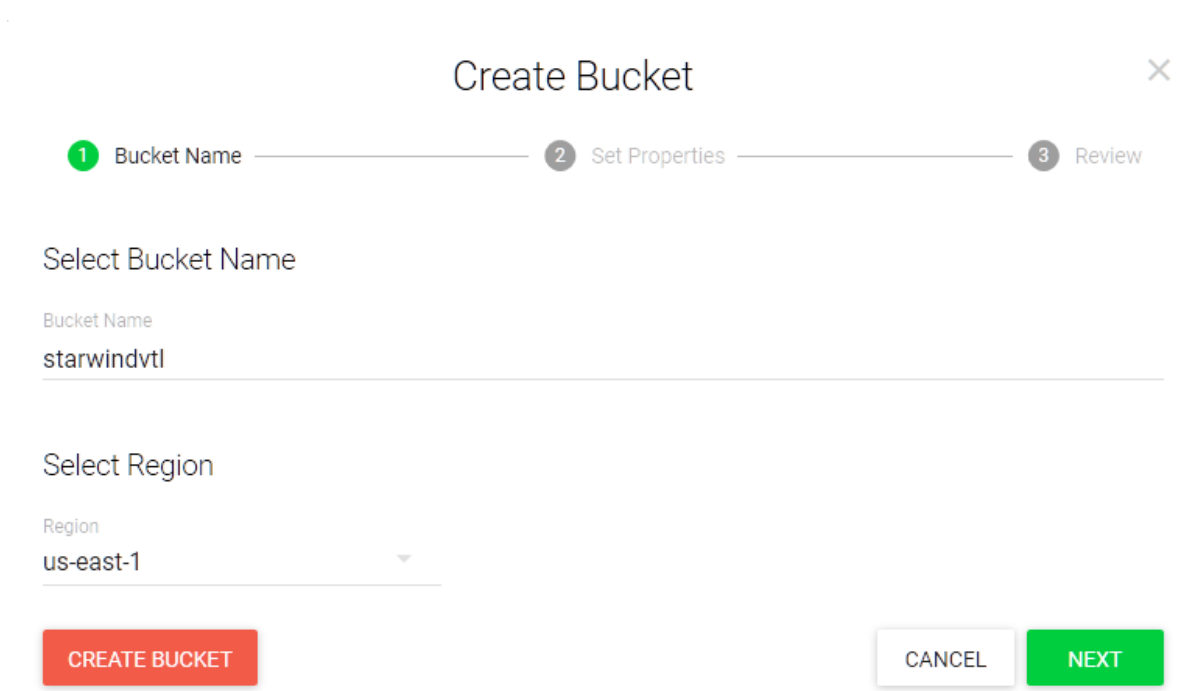 Create Bucket
1 Bucket Name 2 Set Properties 3 Review
Select Bucket Name
Bucket Name
starwindvtl
Select Region
Region
us-east-1
CREATE BUCKET CANCEL NEXT